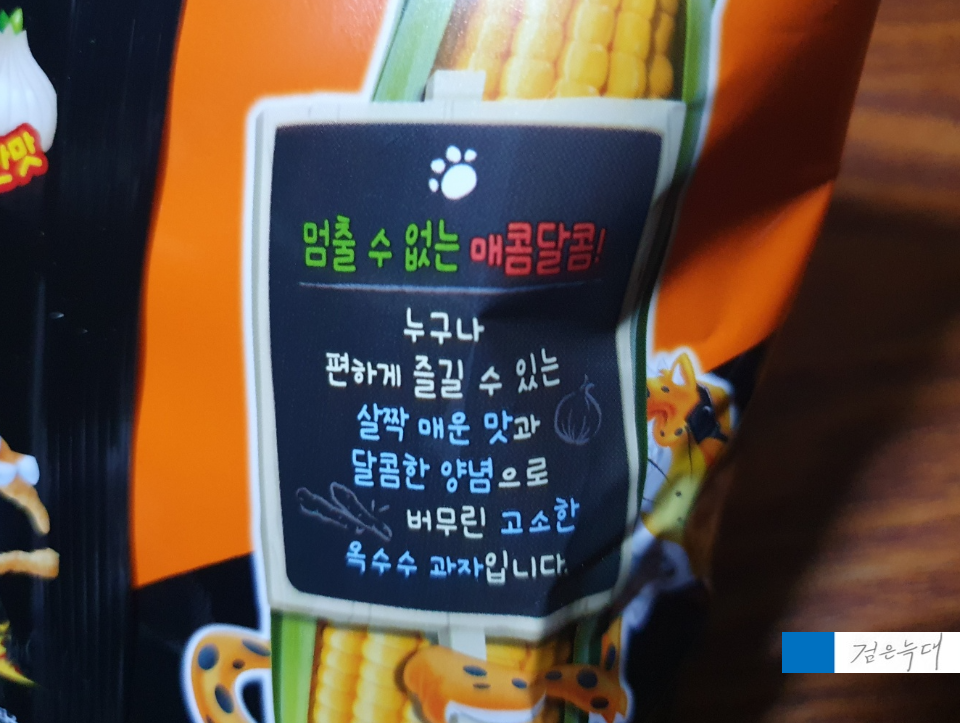 멈출 수 없는 매콤달콤!
누구나
편하게 즐길 수 있는
살짝 매운 맛과
달콤한 양념으로
버무린 고소한
옥수수 과자입니다.
검은늑대